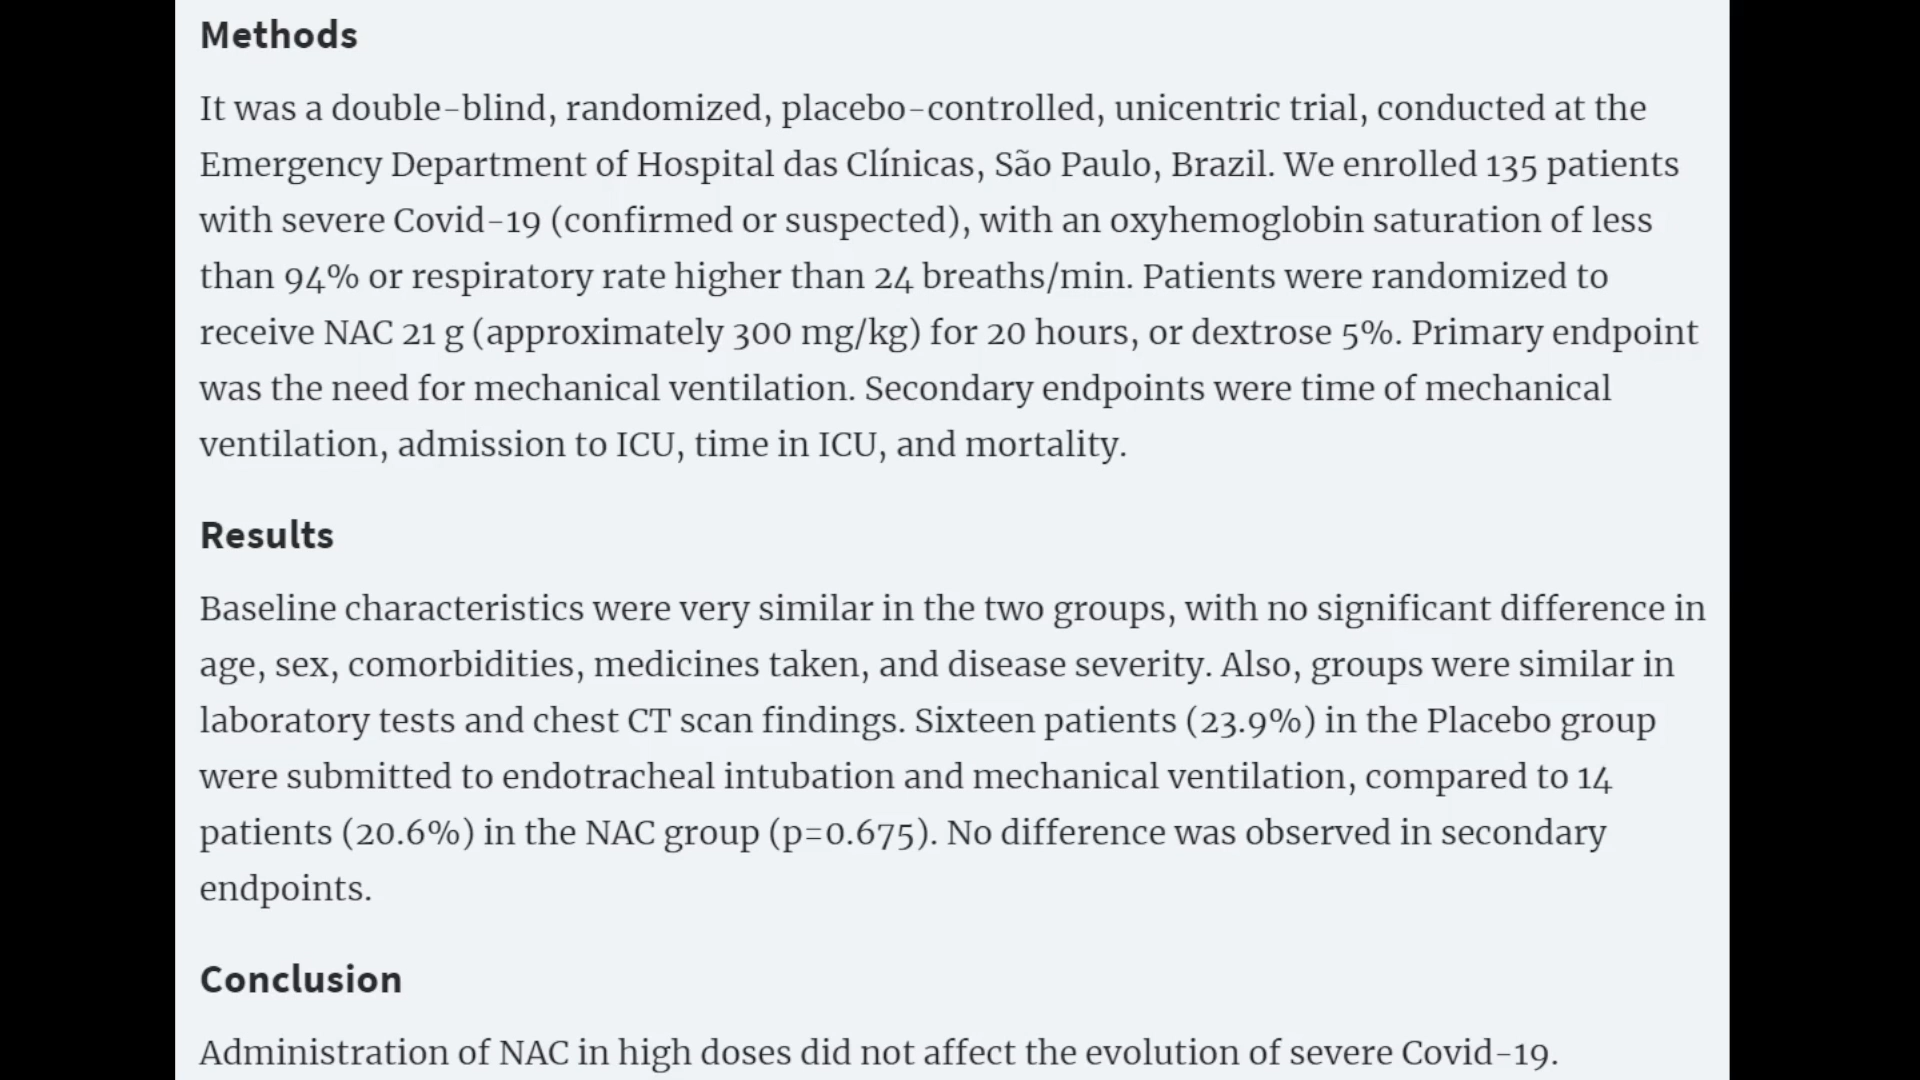 Methods
It was a double-blind, randomized, placebo-controlled, unicentric trial, conducted at the
Emergency Department of Hospital das Clínicas, São Paulo, Brazil. We enrolled 135 patients
with severe Covid-19 (confirmed or suspected), with an oxyhemoglobin saturation of less
than 94% or respiratory rate higher than 24 breaths/min. Patients were randomized to
receive NAC 21 g (approximately 300 mg/kg) for 20 hours, or dextrose 5%. Primary endpoint
was the need for mechanical ventilation. Secondary endpoints were time of mechanical
ventilation, admission to ICU, time in ICU, and mortality.
Results
Baseline characteristics were very similar in the two groups, with no significant difference in
age, sex, comorbidities, medicines taken, and disease severity. Also, groups were similar in
laboratory tests and chest CT scan findings. Sixteen patients (23.9%) in the Placebo group
were submitted to endotracheal intubation and mechanical ventilation, compared to 14
patients (20.6%) in the NAC group (p=0.675). No difference was observed in secondary
endpoints.
Conclusion
Administration of NAC in high doses did not affect the evolution of severe Covid-19.